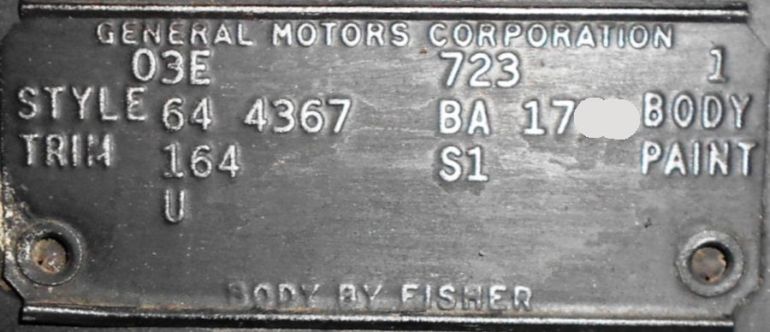 GENERAL MOTORS CORPORATION
03E 723 1
STYLE 64 4367 BA 17 BODY
TRIM 164 S1 PAINT
U
BODY BY FISHER